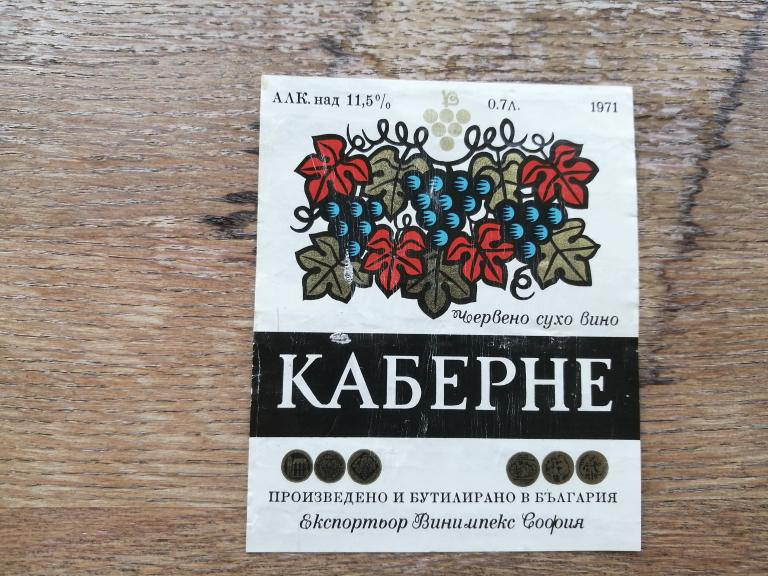 АЛК. над 11,5% 0.7л. 1971
Червено сухо вино
КАБЕРНЕ
ПРОИЗВЕДЕНО И БУТИЛИРАНО В БЪЛГАРИЯ
Експортьор Винимпекс София